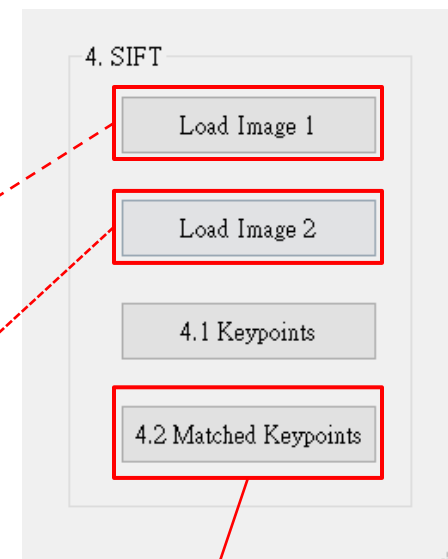 4. SIFT
Load Image 1
Load Image 2
4.1 Keypoints
4.2 Matched Keypoints